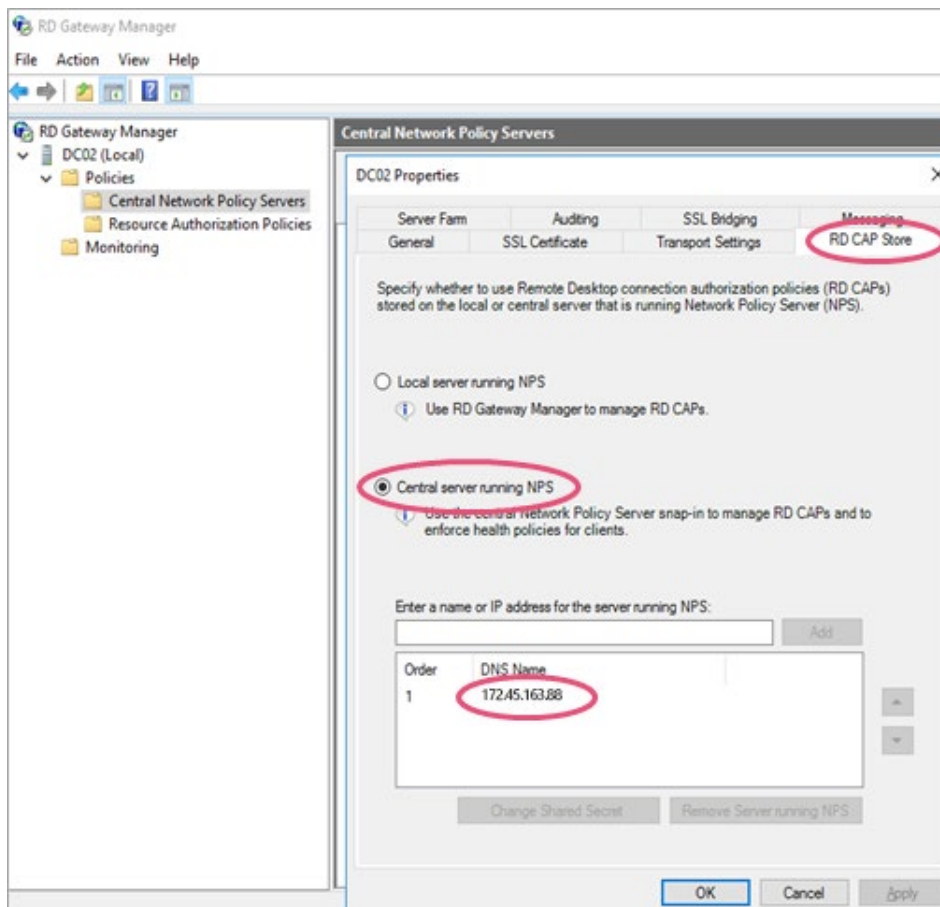 RD Gateway Manager
File Action View Help
RD Gateway Manager
DC02 (Local)
Policies
Central Network Policy Servers
Resource Authorization Policies
Monitoring
Central Network Policy Servers
DC02 Properties
Server Farm Auditing SSL Bridging Messaging
General SSL Certificate Transport Settings RD CAP Store
Specify whether to use Remote Desktop connection authorization policies (RD CAPs)
stored on the local or central server that is running Network Policy Server (NPS).
Local server running NPS
Use RD Gateway Manager to manage RD CAPs.
Central server running NPS
Use the central Network Policy Server snap-in to manage RD CAPs and to
enforce health policies for clients.
Enter a name or IP address for the server running NPS:
Add
Order DNS Name
1 172.45.163.88
Change Shared Secret Remove Server running NPS
OK Cancel Apply